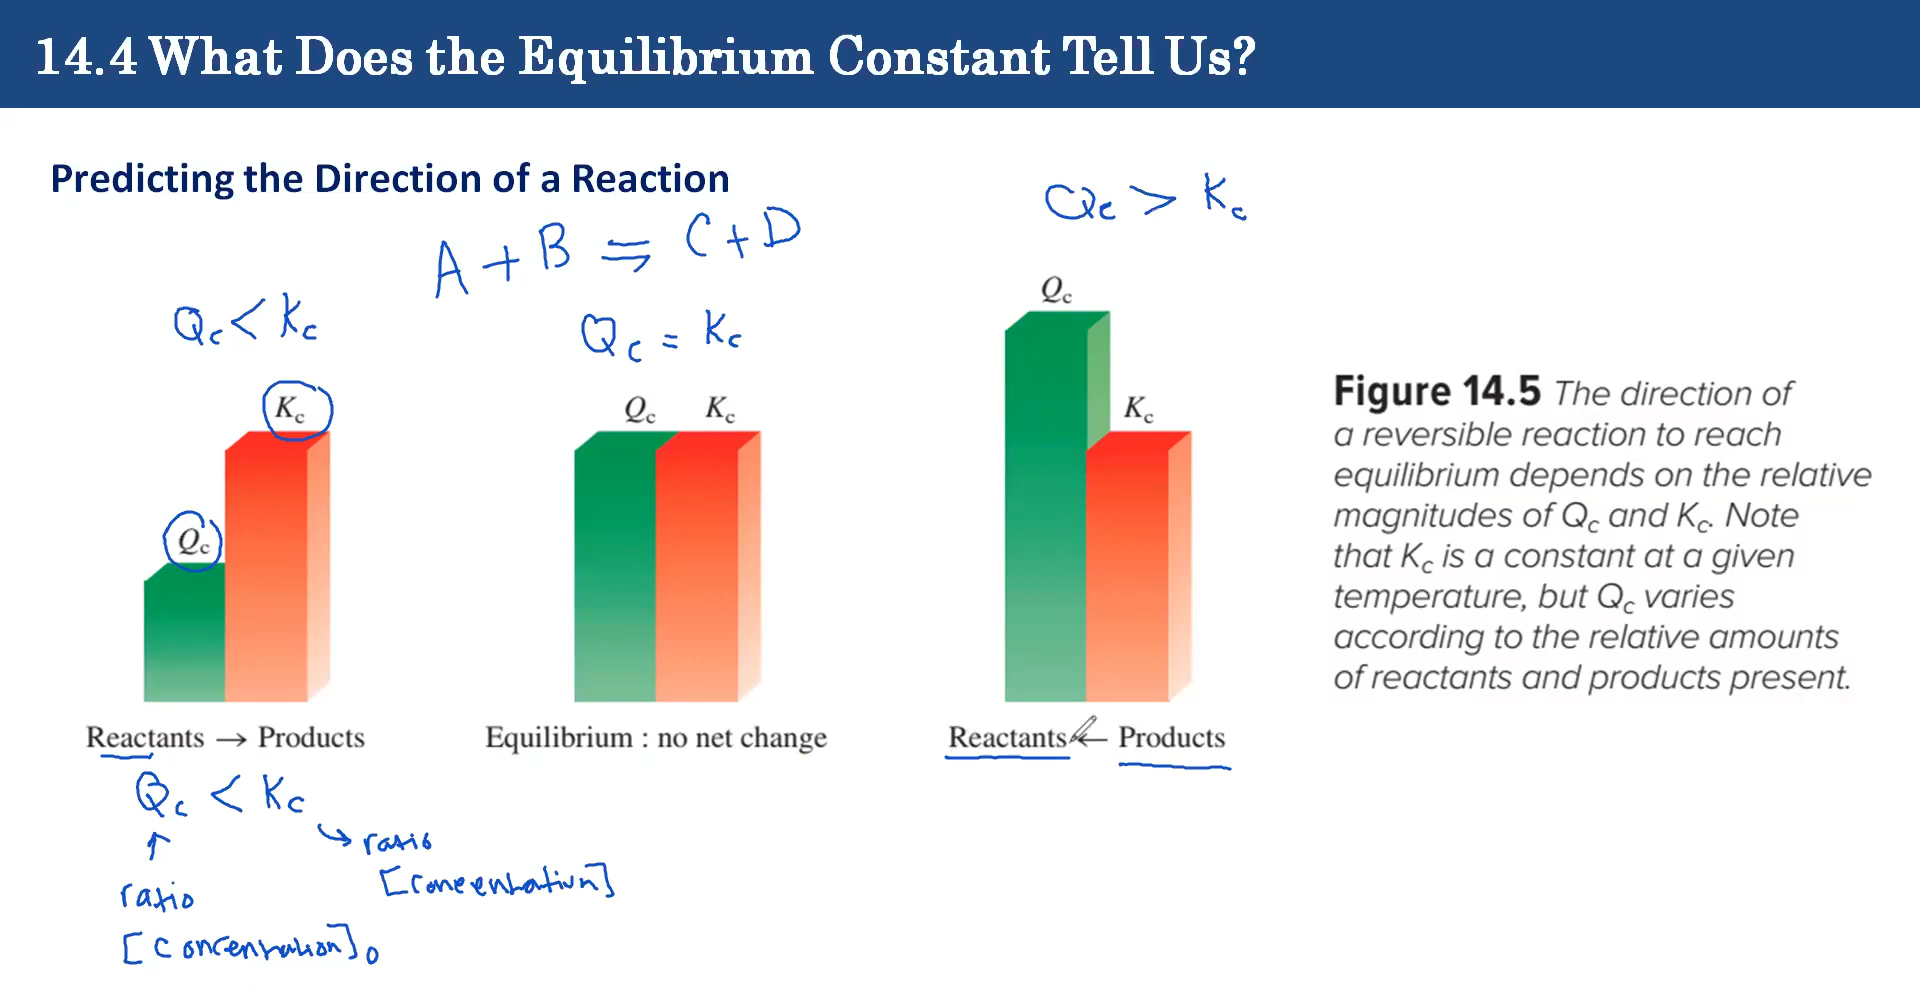 14.4 What Does the Equilibrium Constant Tell Us?
Predicting the Direction of a Reaction
A + B ⇋ C + D
Qc < Kc
Qc = Kc
Qc > Kc
Kc
Qc
Reactants → Products
Qc Kc
Equilibrium : no net change
Qc
Kc
Reactants ← Products
Figure 14.5 The direction of
a reversible reaction to reach
equilibrium depends on the relative
magnitudes of Qc and Kc. Note
that Kc is a constant at a given
temperature, but Qc varies
according to the relative amounts
of reactants and products present.
Qc < Kc
↑
ratio
[Concentration]₀
↪ ratio
[Concentration]